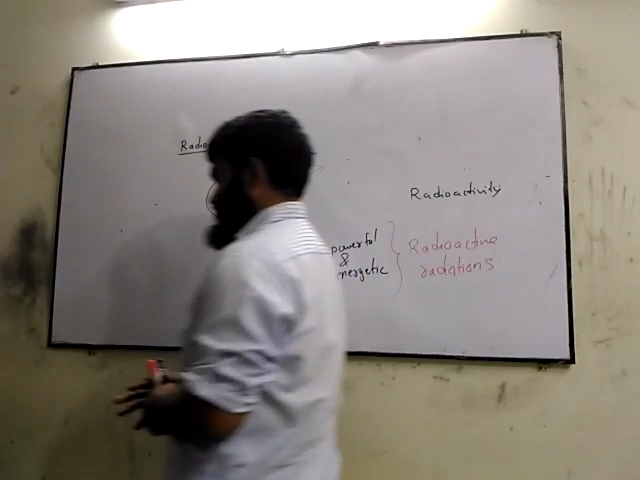 Radioactivity
powerful
&
energetic
Radioactive
radiations